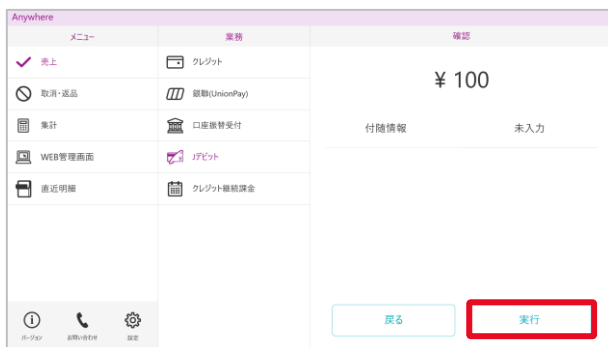 Anywhere
メニュー
業務
確認
売上
取消・返品
集計
WEB管理画面
直近明細
バージョン
お問い合わせ
設定
クレジット
銀聯(UnionPay)
口座振替受付
Jデビット
クレジット継続課金
¥ 100
付随情報 未入力
戻る
実行